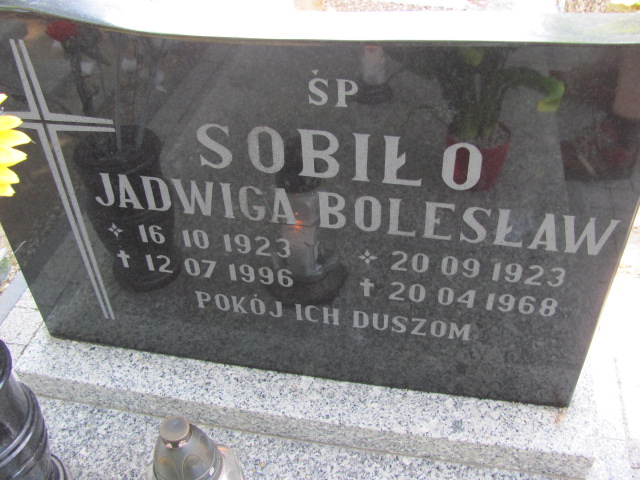 ŚP
SOBIŁO
JADWIGA BOLESŁAW
16 10 1923 20 09 1923
✝ 12 07 1996 ✝ 20 04 1968
POKÓJ ICH DUSZOM